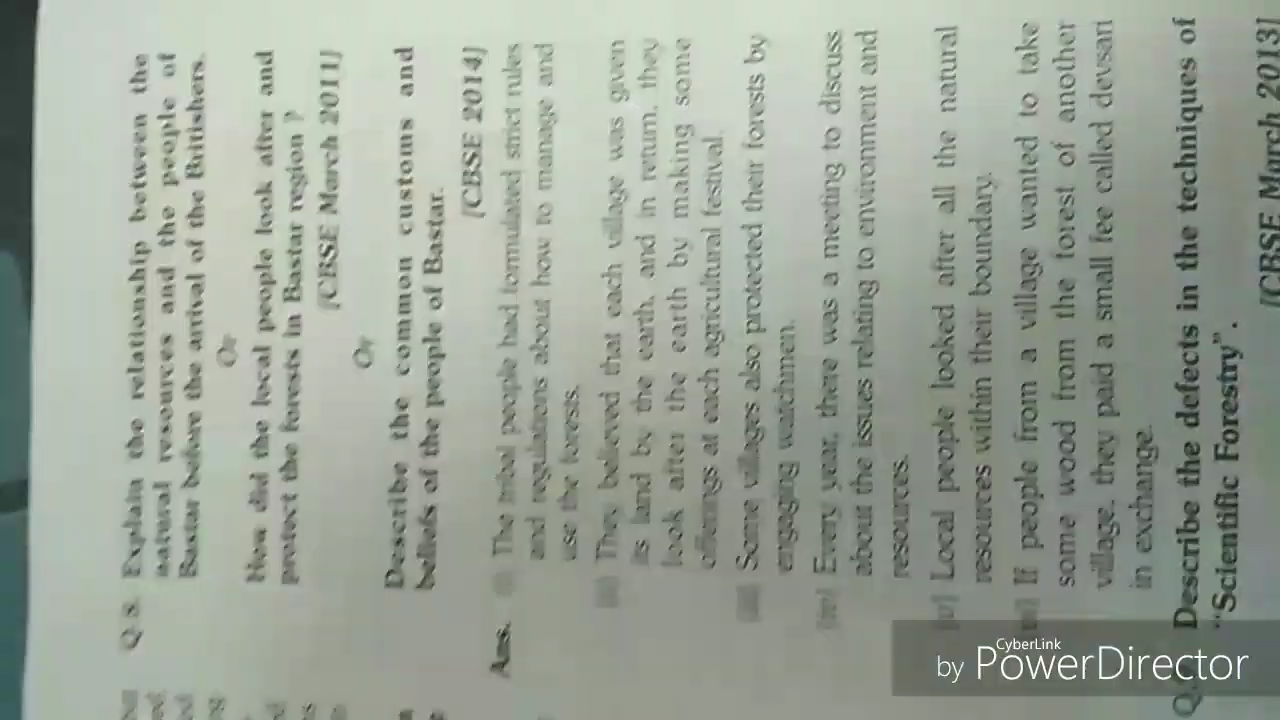 Q. 8. Explain the relationship between the
natural resources and the people of
Bastar before the arrival of the Britishers.
Or
How did the local people look after and
protect the forests in Bastar region ?
[CBSE March 2011]
Or
Describe the common customs and
beliefs of the people of Bastar.
[CBSE 2014]
Ans. (i) The tribal people had formulated strict rules
and regulations about how to manage and
use the forests.
(ii) They believed that each village was given
its land by the earth, and in return, they
look after the earth by making some
offerings at each agricultural festival.
(iii) Some villages also protected their forests by
engaging watchmen.
(iv) Every year, there was a meeting to discuss
about the issues relating to environment and
resources.
(v) Local people looked after all the natural
resources within their boundary.
(vi) If people from a village wanted to take
some wood from the forest of another
village, they paid a small fee called devsari
in exchange.
Q. Describe the defects in the techniques of
"Scientific Forestry".
[CBSE March 2013]
CyberLink
by PowerDirector